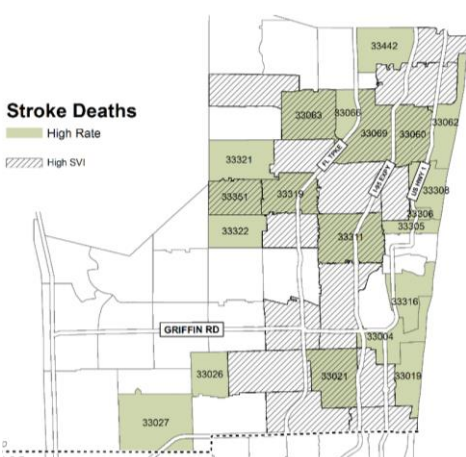 Stroke Deaths
High Rate
High SVI
33442
33063
33066
33069
33060
33062
33321
FL TPKE
I-95 EXPY
US HWY 1
33351
33319
33308
33306
33305
33322
33311
33316
GRIFFIN RD
33004
33026
33021
33019
33027